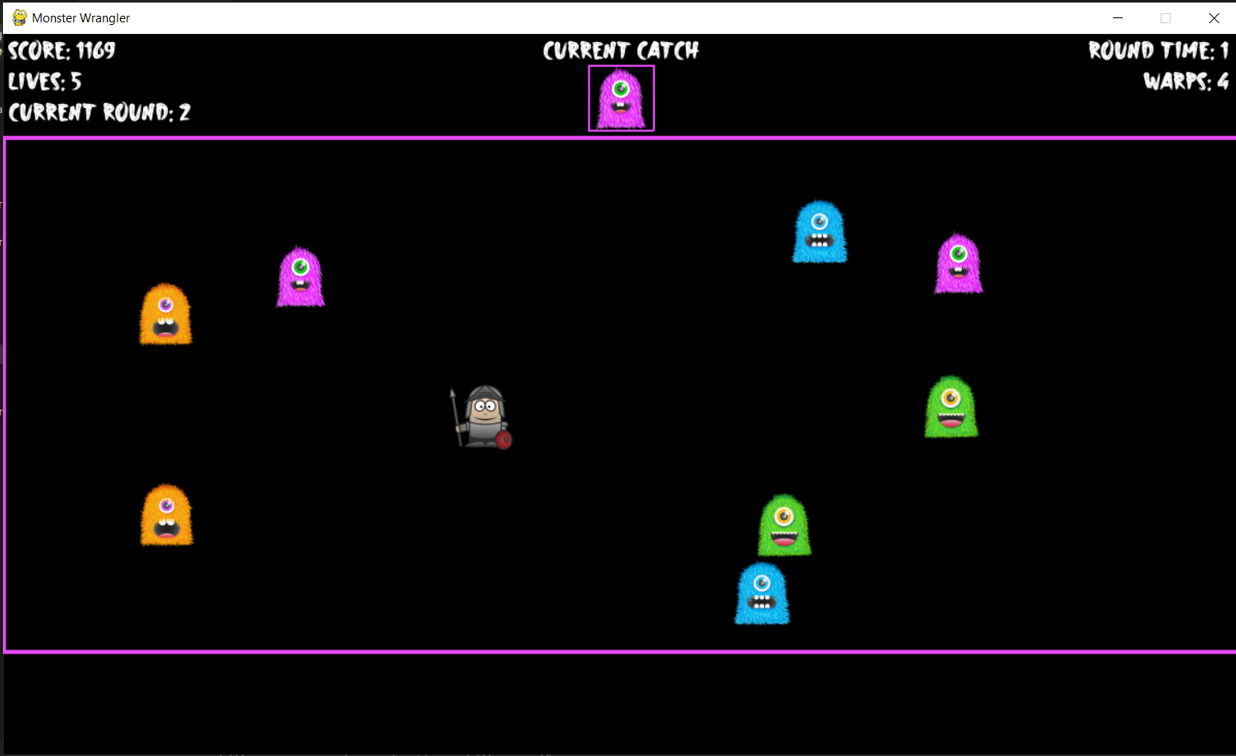 Monster Wrangler
SCORE: 1169
CURRENT CATCH
ROUND TIME: 1
LIVES: 5
WARPS: 4
CURRENT ROUND: 2